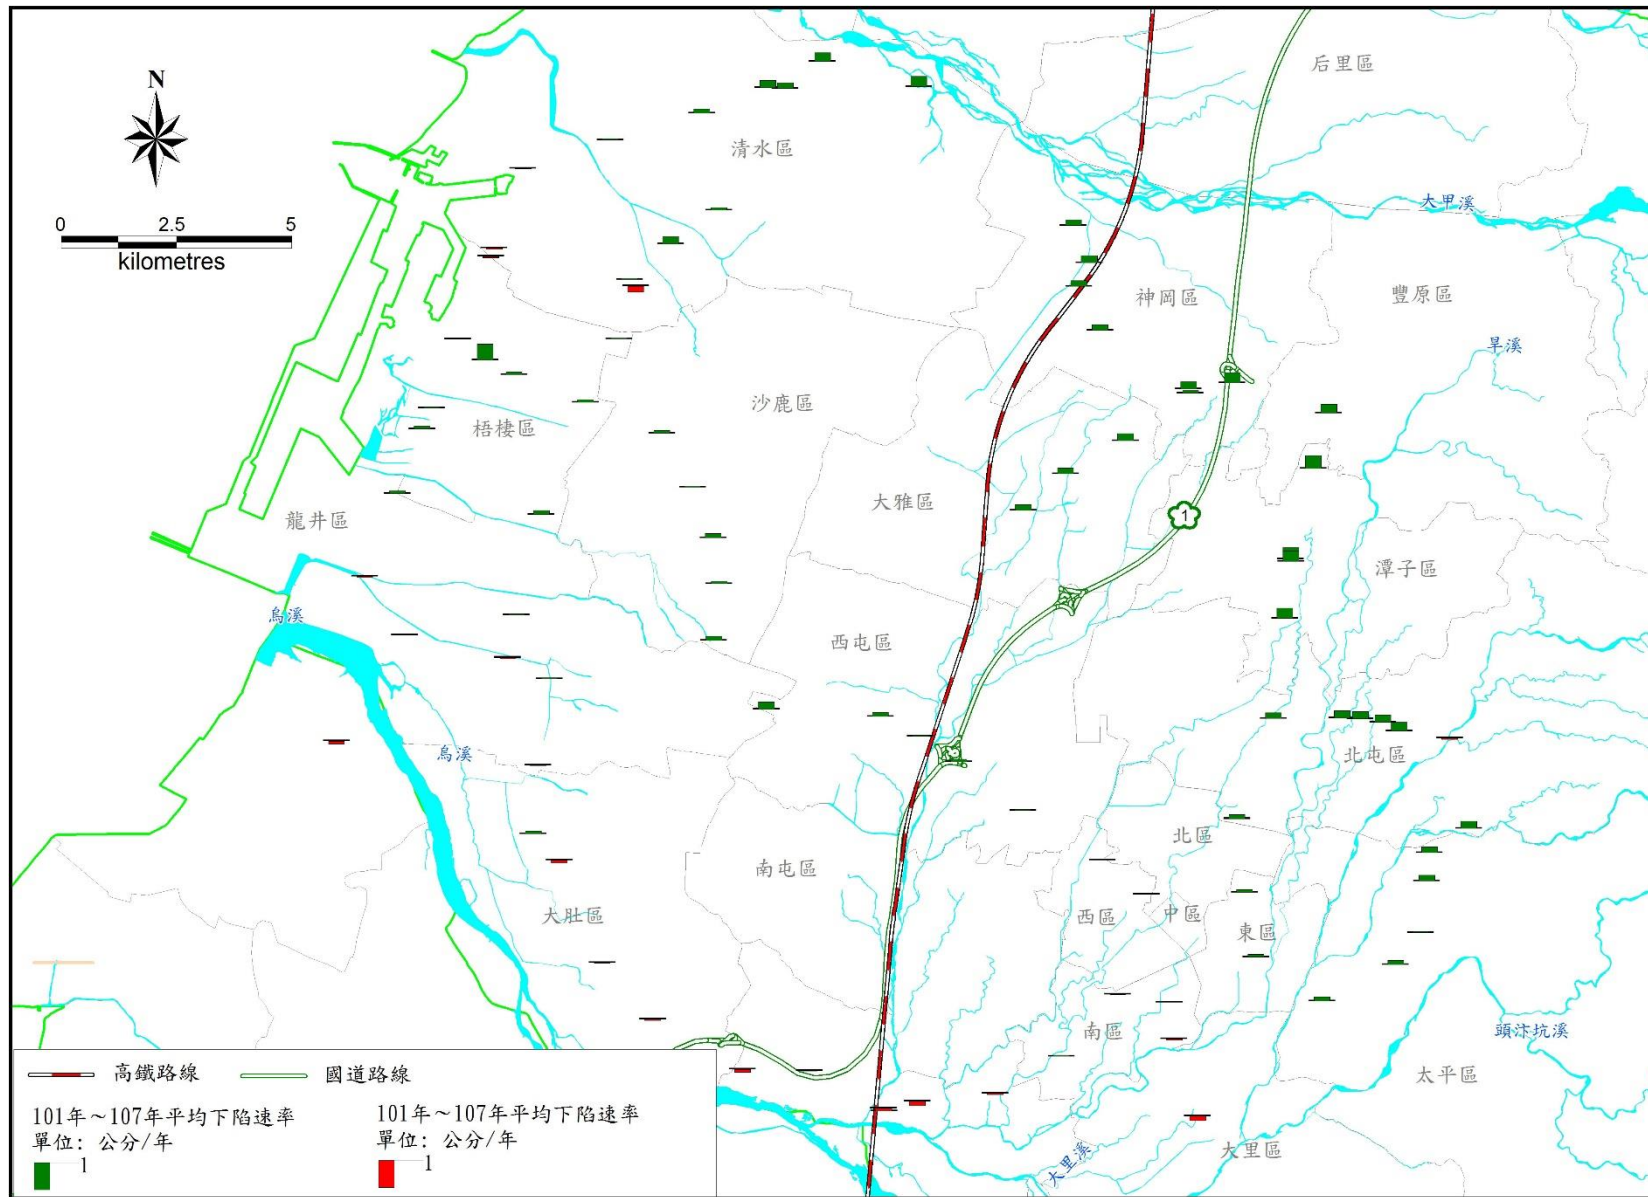 后里區
N
清水區
大甲溪
0 2.5 5
kilometres
神岡區
豐原區
旱溪
沙鹿區
梧棲區
大雅區
龍井區
1
潭子區
烏溪
西屯區
烏溪
北屯區
北區
南屯區
大肚區
西區
中區
東區
南區
頭汴坑溪
太平區
大里區
大里溪
高鐵路線
國道路線
101年～107年平均下陷速率
單位: 公分/年
1
101年～107年平均下陷速率
單位: 公分/年
1